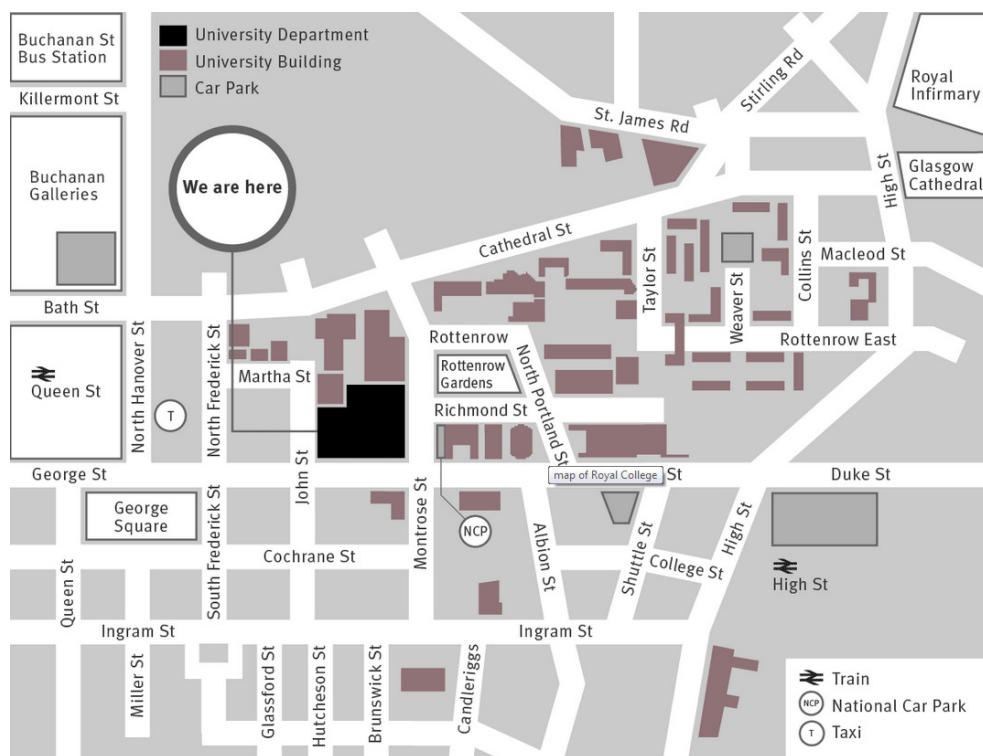 Buchanan St
Bus Station
University Department
University Building
Car Park
Killermont St
Stirling Rd
Royal
Infirmary
St. James Rd
We are here
Buchanan
Galleries
High St
Glasgow
Cathedral
Cathedral St
Taylor St
Weaver St
Collins St
Macleod St
Bath St
North Hanover St
North Frederick St
Rottenrow
North Portland St
Rottenrow East
Queen St
Martha St
Rottenrow
Gardens
T
Richmond St
George St
John St
map of Royal College
St
Duke St
George
Square
South Frederick St
Montrose St
NCP
Albion St
Shuttle St
High St
Cochrane St
College St
High St
Queen St
Ingram St
Ingram St
Miller St
Glassford St
Hutcheson St
Brunswick St
Candleriggs
Train
NCP National Car Park
T Taxi